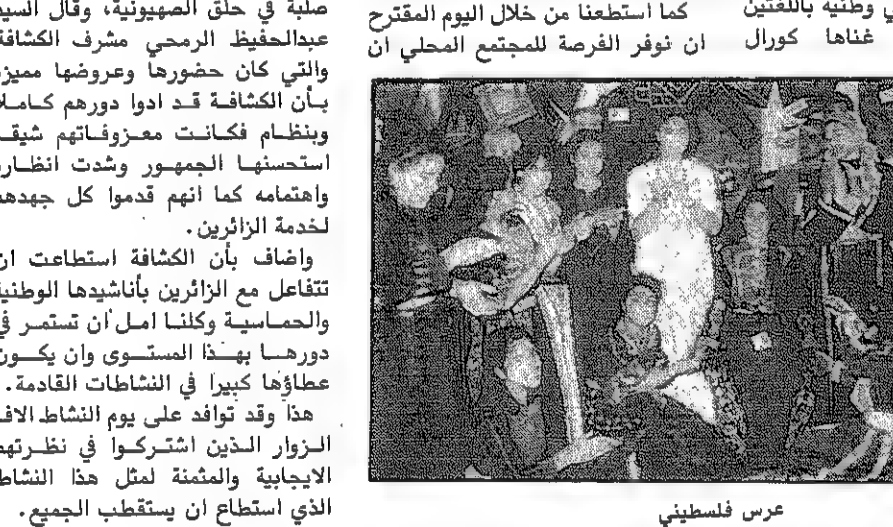 ي وطنيه باللغتين
غناها كورال
كما استطعنا من خلال اليوم المقترح
ان نوفر الفرصة للمجتمع المحلي ان
عرس فلسطيني
صلبة في حلق الصهيونية، وقال السيد
عبدالحفيظ الرمحي مشرف الكشافة
والتي كان حضورها وعروضها مميزة
بأن الكشافة قد ادوا دورهم كاملا
وبنظام فكانت معزوفاتهم شيقة
استحسنها الجمهور وشدت انظاره
واهتمامه كما انهم قدموا كل جهدهم
لخدمة الزائرين.
واضاف بأن الكشافة استطاعت ان
تتفاعل مع الزائرين بأناشيدها الوطنية
والحماسية وكلنا امل ان تستمر في
دورها بهذا المستوى وان يكون
عطاؤها كبيرا في النشاطات القادمة.
هذا وقد توافد على يوم النشاط
الزوار الذين اشتركوا في نظرتهم
الايجابية والمثمنة لمثل هذا النشاط
الذي استطاع ان يستقطب الجميع.